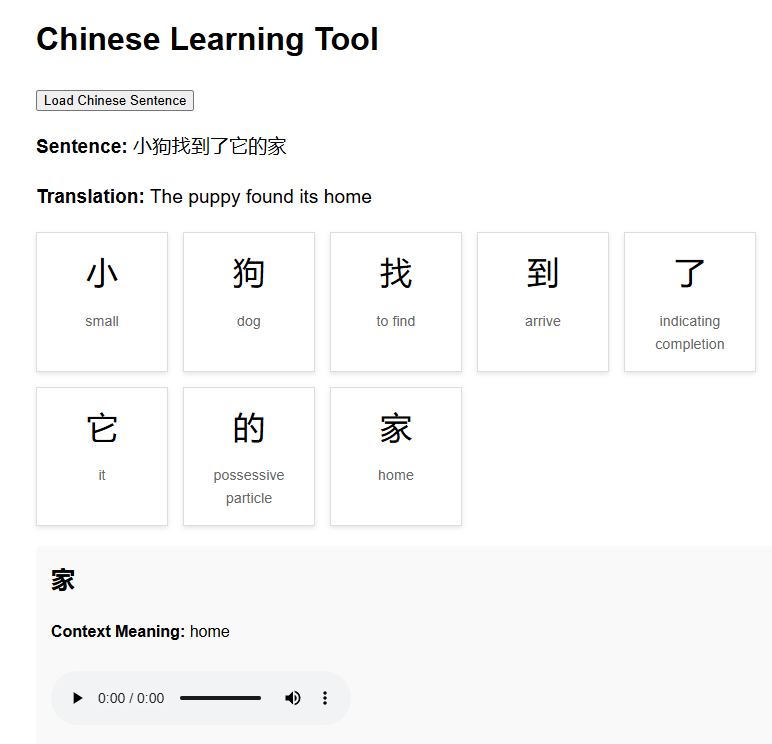 Chinese Learning Tool
Load Chinese Sentence
Sentence: 小狗找到了它的家
Translation: The puppy found its home
小 狗 找 到 了
small dog to find arrive indicating
completion
它 的 家
it possessive home
particle
家
Context Meaning: home
0:00 / 0:00